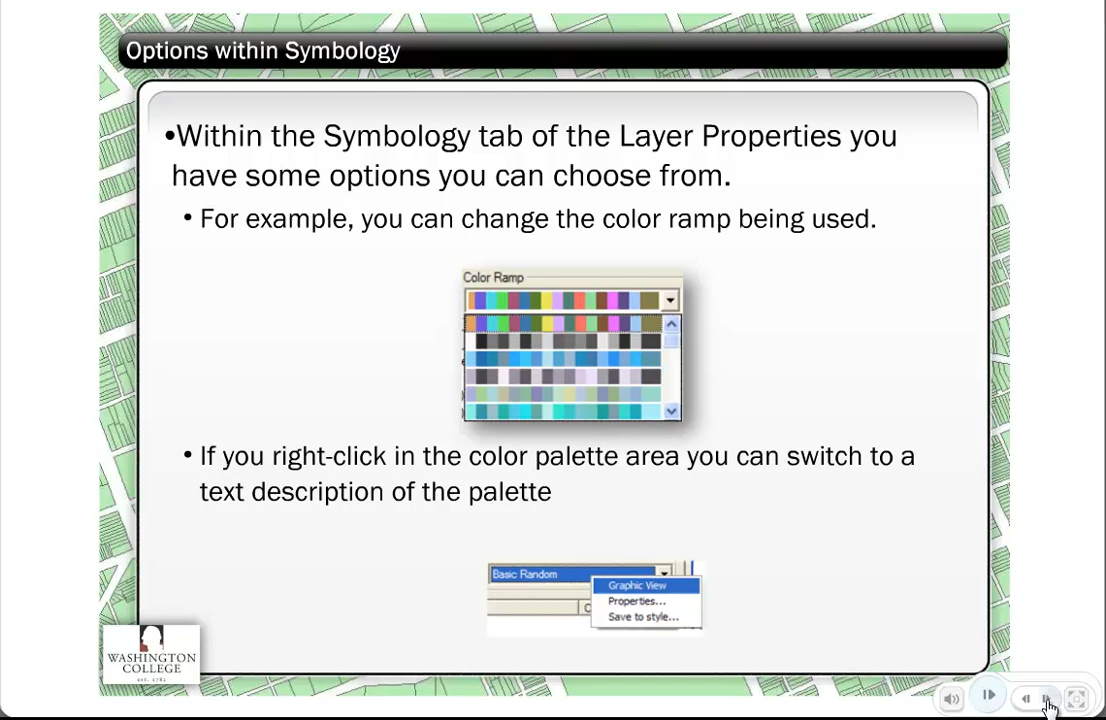 Options within Symbology
•Within the Symbology tab of the Layer Properties you
have some options you can choose from.
• For example, you can change the color ramp being used.
Color Ramp
• If you right-click in the color palette area you can switch to a
text description of the palette
Basic Random
Graphic View
Properties...
Save to style...
WASHINGTON
COLLEGE
EST. 1782